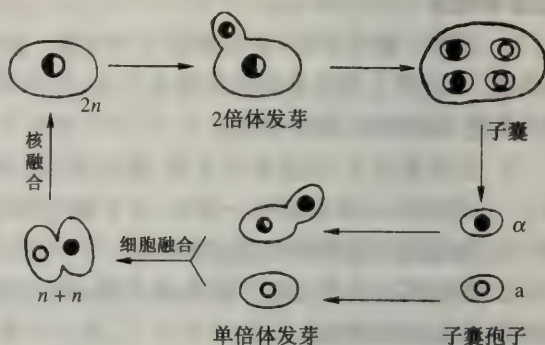 2n
2倍体发芽
子囊
核融合
细胞融合
α
n + n
a
单倍体发芽
子囊孢子